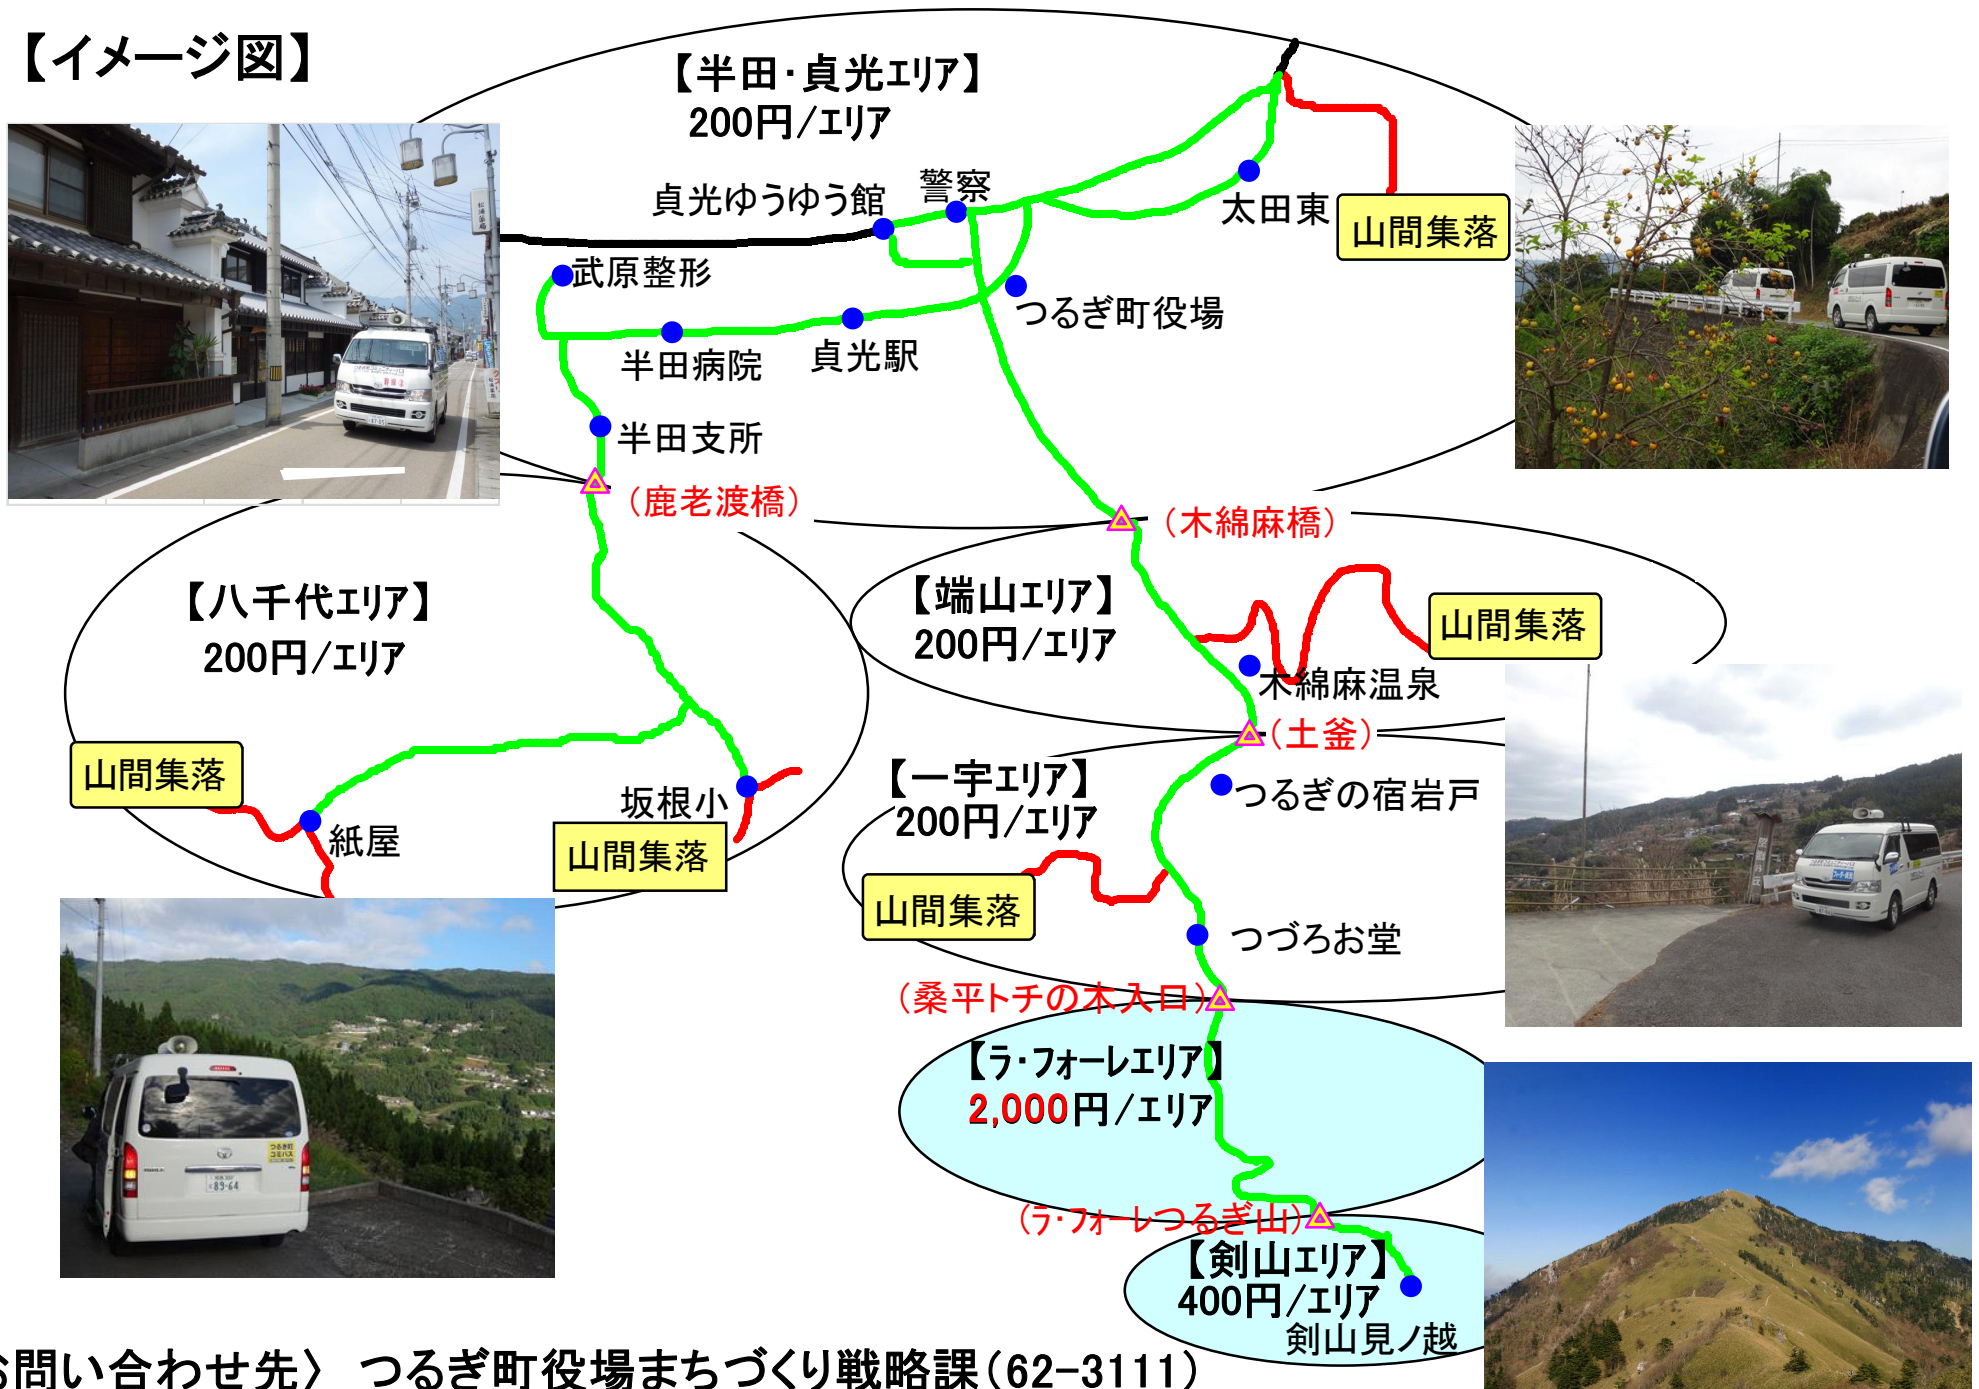 【イメージ図】
【半田・貞光エリア】
200円/エリア
貞光ゆうゆう館
警察
太田東
山間集落
武原整形
つるぎ町役場
半田病院
貞光駅
半田支所
（鹿老渡橋）
（木綿麻橋）
【八千代エリア】
200円/エリア
【端山エリア】
200円/エリア
山間集落
木綿麻温泉
（土釜）
山間集落
紙屋
坂根小
山間集落
【一宇エリア】
200円/エリア
つるぎの宿岩戸
山間集落
つづろお堂
（桑平トチの木入口）
【ラ・フォーレエリア】
2,000円/エリア
（ラ・フォーレつるぎ山）
【剣山エリア】
400円/エリア
剣山見ノ越
つるぎ町
コミバス
89-64
お問い合わせ先〉 つるぎ町役場まちづくり戦略課（62-3111）